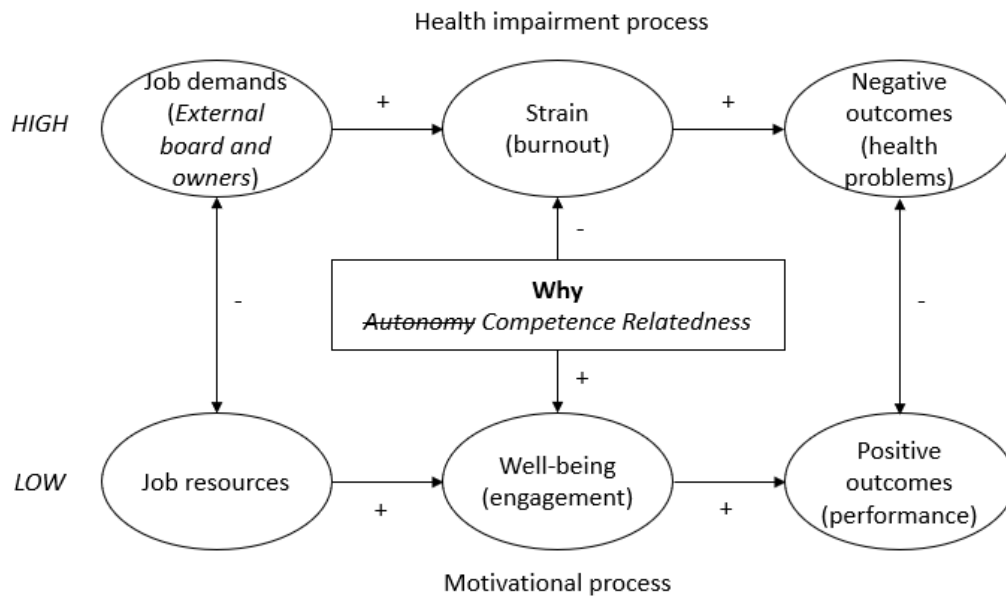 Health impairment process
HIGH
Job demands
(External
board and
owners)
+
Strain
(burnout)
+
Negative
outcomes
(health
problems)
-
-
-
Why
Autonomy Competence Relatedness
+
LOW
Job resources
+
Well-being
(engagement)
+
Positive
outcomes
(performance)
Motivational process